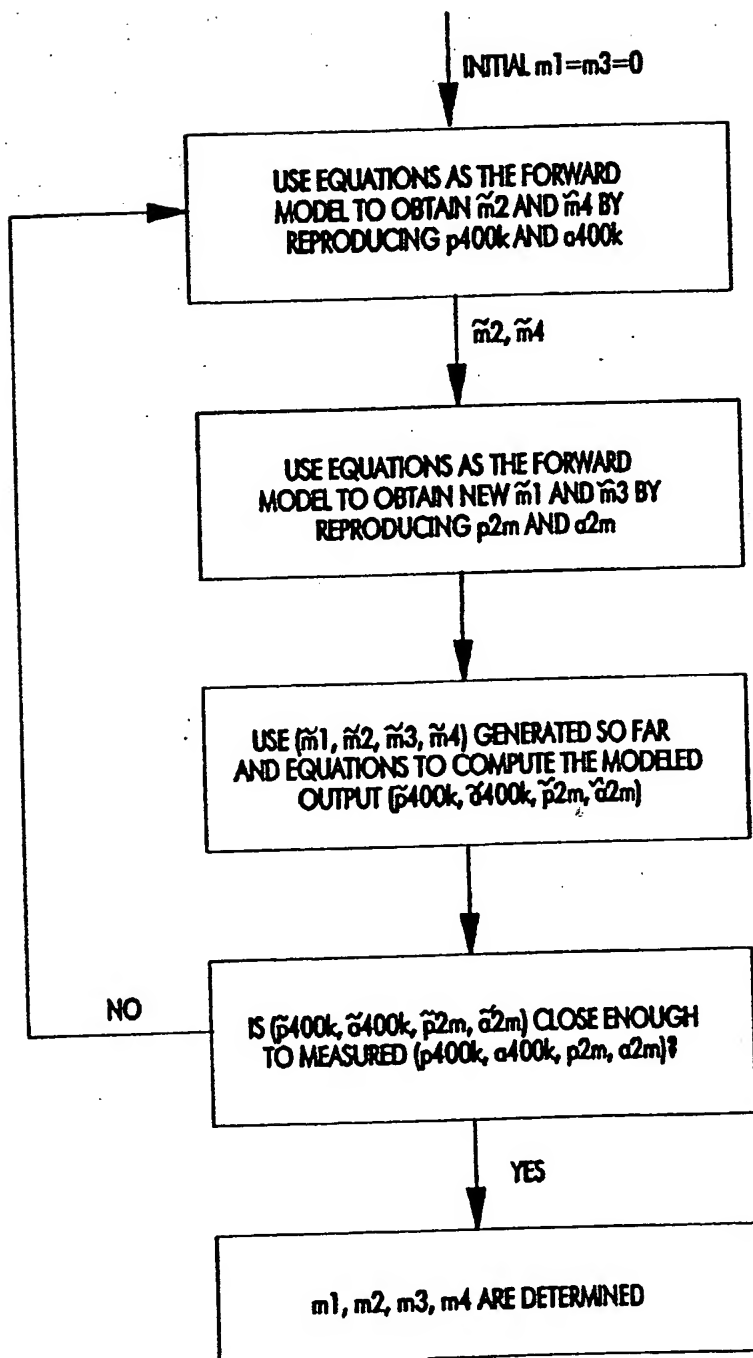 INITIAL m1=m3=0
USE EQUATIONS AS THE FORWARD
MODEL TO OBTAIN m̃2 AND m̃4 BY
REPRODUCING p400k AND a400k
m̃2, m̃4
USE EQUATIONS AS THE FORWARD
MODEL TO OBTAIN NEW m̃1 AND m̃3 BY
REPRODUCING p2m AND a2m
USE (m̃1, m̃2, m̃3, m̃4) GENERATED SO FAR
AND EQUATIONS TO COMPUTE THE MODELED
OUTPUT (p̃400k, ã400k, p̃2m, ã2m)
NO
IS (p̃400k, ã400k, p̃2m, ã2m) CLOSE ENOUGH
TO MEASURED (p400k, a400k, p2m, a2m)?
YES
m1, m2, m3, m4 ARE DETERMINED